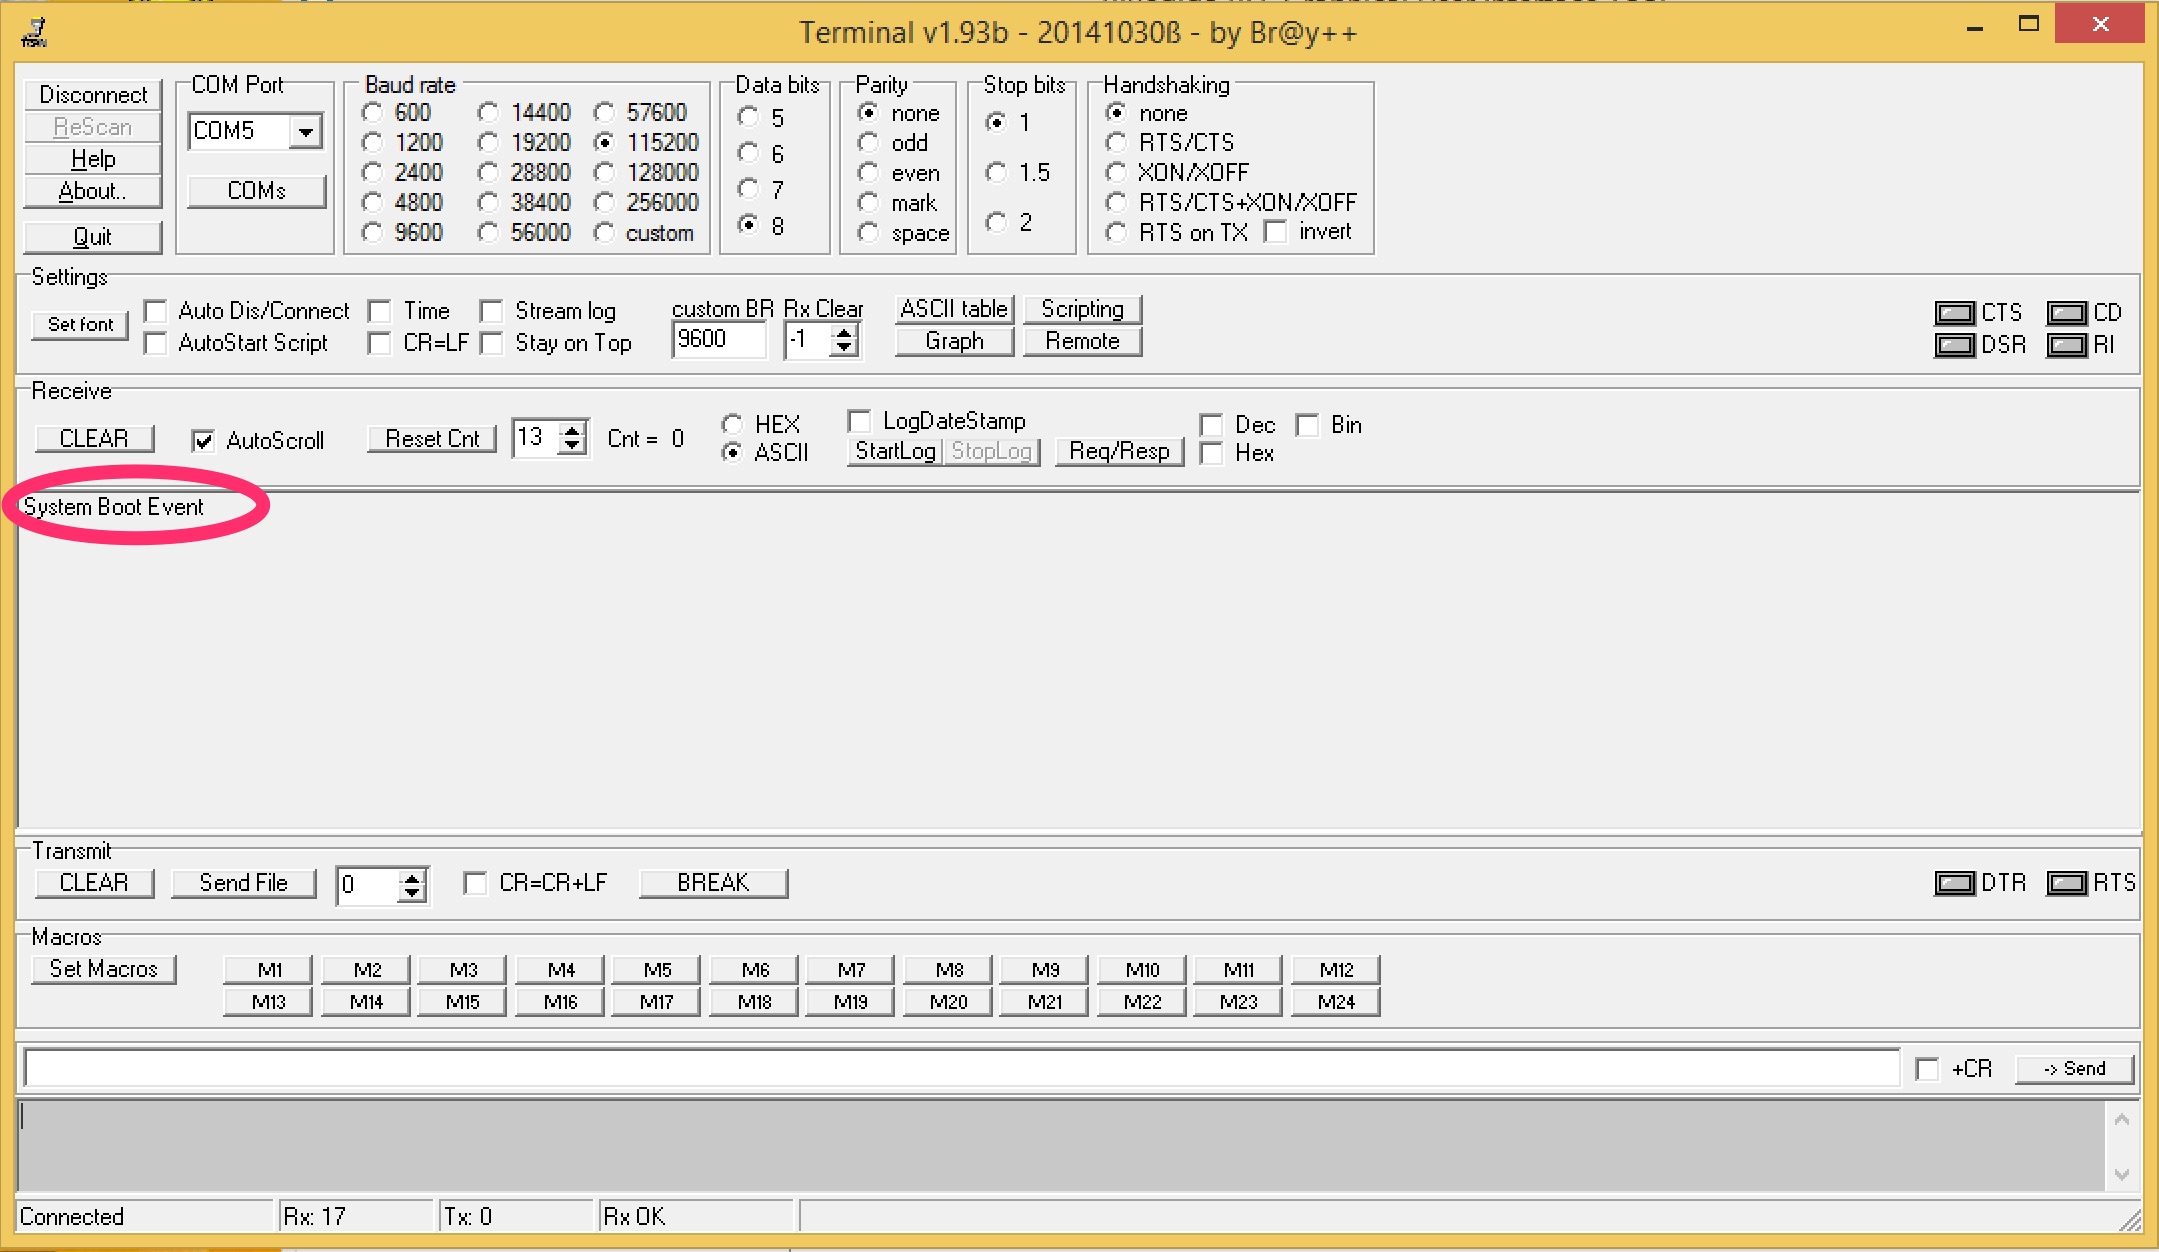 Terminal v1.93b - 20141030ß - by Br@y++
Disconnect
ReScan
Help
About..
Quit
COM Port
COM5
COMs
Baud rate
600 14400 57600
1200 19200 115200
2400 28800 128000
4800 38400 256000
9600 56000 custom
Data bits
5
6
7
8
Parity
none
odd
even
mark
space
Stop bits
1
1.5
2
Handshaking
none
RTS/CTS
XON/XOFF
RTS/CTS+XON/XOFF
RTS on TX invert
Settings
Set font
Auto Dis/Connect Time Stream log
AutoStart Script CR=LF Stay on Top
custom BR Rx Clear
9600 -1
ASCII table Scripting
Graph Remote
CTS CD
DSR RI
Receive
CLEAR AutoScroll Reset Cnt 13 Cnt = 0
HEX
ASCII
LogDateStamp
StartLog StopLog Req/Resp
Dec Bin
Hex
System Boot Event
Transmit
CLEAR Send File 0 CR=CR+LF BREAK DTR RTS
Macros
Set Macros
M1 M2 M3 M4 M5 M6 M7 M8 M9 M10 M11 M12
M13 M14 M15 M16 M17 M18 M19 M20 M21 M22 M23 M24
+CR -> Send
Connected Rx: 17 Tx: 0 Rx OK